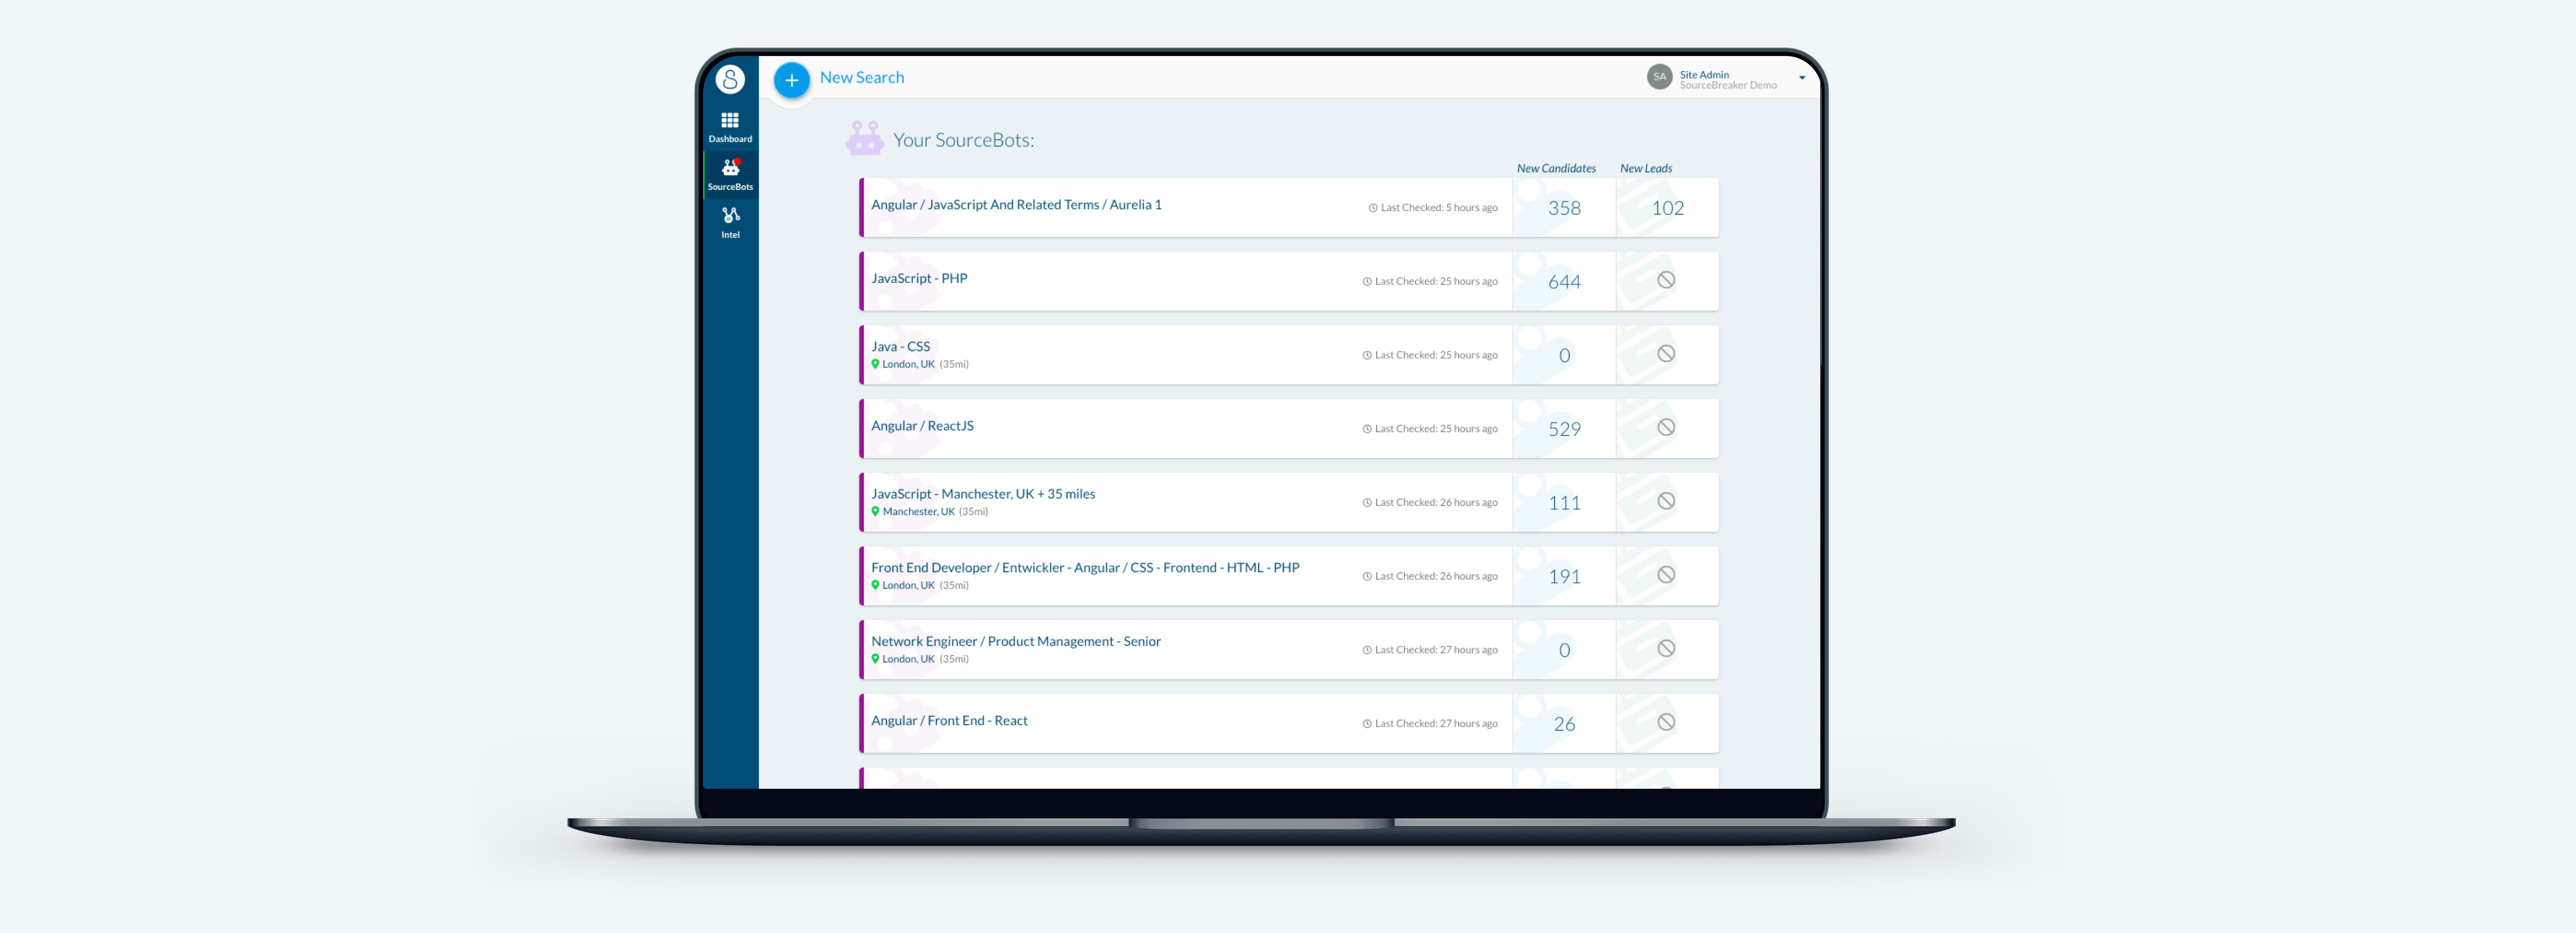 New Search
SA
Site Admin
SourceBreaker Demo
Dashboard
SourceBots
Intel
Your SourceBots:
New Candidates New Leads
Angular / JavaScript And Related Terms / Aurelia 1
Last Checked: 5 hours ago
358
102
JavaScript - PHP
Last Checked: 25 hours ago
644
Java - CSS
London, UK (35mi)
Last Checked: 25 hours ago
0
Angular / ReactJS
Last Checked: 25 hours ago
529
JavaScript - Manchester, UK + 35 miles
Manchester, UK (35mi)
Last Checked: 26 hours ago
111
Front End Developer / Entwickler - Angular / CSS - Frontend - HTML - PHP
London, UK (35mi)
Last Checked: 26 hours ago
191
Network Engineer / Product Management - Senior
London, UK (35mi)
Last Checked: 27 hours ago
0
Angular / Front End - React
Last Checked: 27 hours ago
26